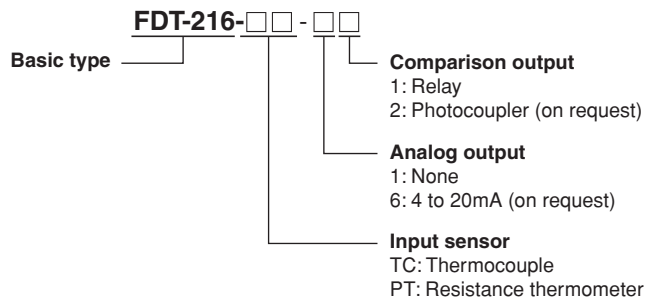 FDT-216-□□-□□
Basic type
Comparison output
1: Relay
2: Photocoupler (on request)
Analog output
1: None
6: 4 to 20mA (on request)
Input sensor
TC: Thermocouple
PT: Resistance thermometer